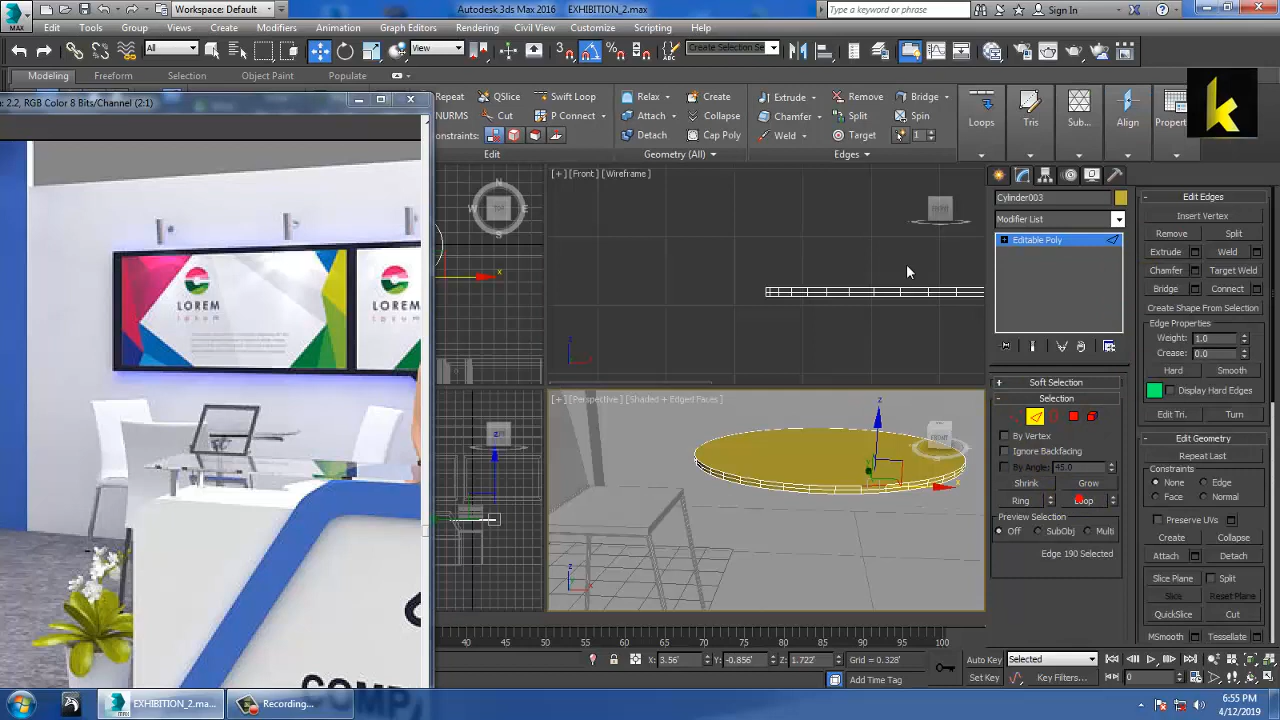 MAX
Workspace: Default
Autodesk 3ds Max 2016 EXHIBITION_2.max
Type a keyword or phrase
Sign In
Edit Tools Group Views Create Modifiers Animation Graph Editors Rendering Civil View Customize Scripting Help
All
View
Create Selection Se
Modeling Freeform Selection Object Paint Populate
: 2.2, RGB Color 8 Bits/Channel (2:1)
Repeat QSlice Swift Loop
NURMS Cut P Connect
onstraints:
Edit
Relax Create
Attach Collapse
Detach Cap Poly
Geometry (All)
Extrude Remove Bridge
Chamfer Split Spin
Weld Target 1
Edges
Loops
Tris
Sub...
Align
Propert
k
[+] [Front] [Wireframe]
FRONT
TOP
N
W E
S
x
LOREM
LOREM
[+] [Perspective] [Shaded + Edged Faces]
z
FRONT
x
COMPA
Cylinder003
Modifier List
Editable Poly
Soft Selection
Selection
By Vertex
Ignore Backfacing
By Angle: 45.0
Shrink Grow
Ring Loop
Preview Selection
Off SubObj Multi
Edge 190 Selected
Edit Edges
Insert Vertex
Remove Split
Extrude Weld
Chamfer Target Weld
Bridge Connect
Create Shape From Selection
Edge Properties
Weight: 1.0
Crease: 0.0
Hard Smooth
Display Hard Edges
Edit Tri. Turn
Edit Geometry
Repeat Last
Constraints
None Edge
Face Normal
Preserve UVs
Create Collapse
Attach Detach
Slice Plane Split
Slice Reset Plane
QuickSlice Cut
MSmooth Tessellate
40 45 50 55 60 65 70 75 80 85 90 95 100
X: 3.56' Y: -0.856' Z: 1.722' Grid = 0.328'
Add Time Tag
Auto Key Selected
Set Key Key Filters...
0
EXHIBITION_2.ma...
Recording...
6:55 PM
4/12/2019